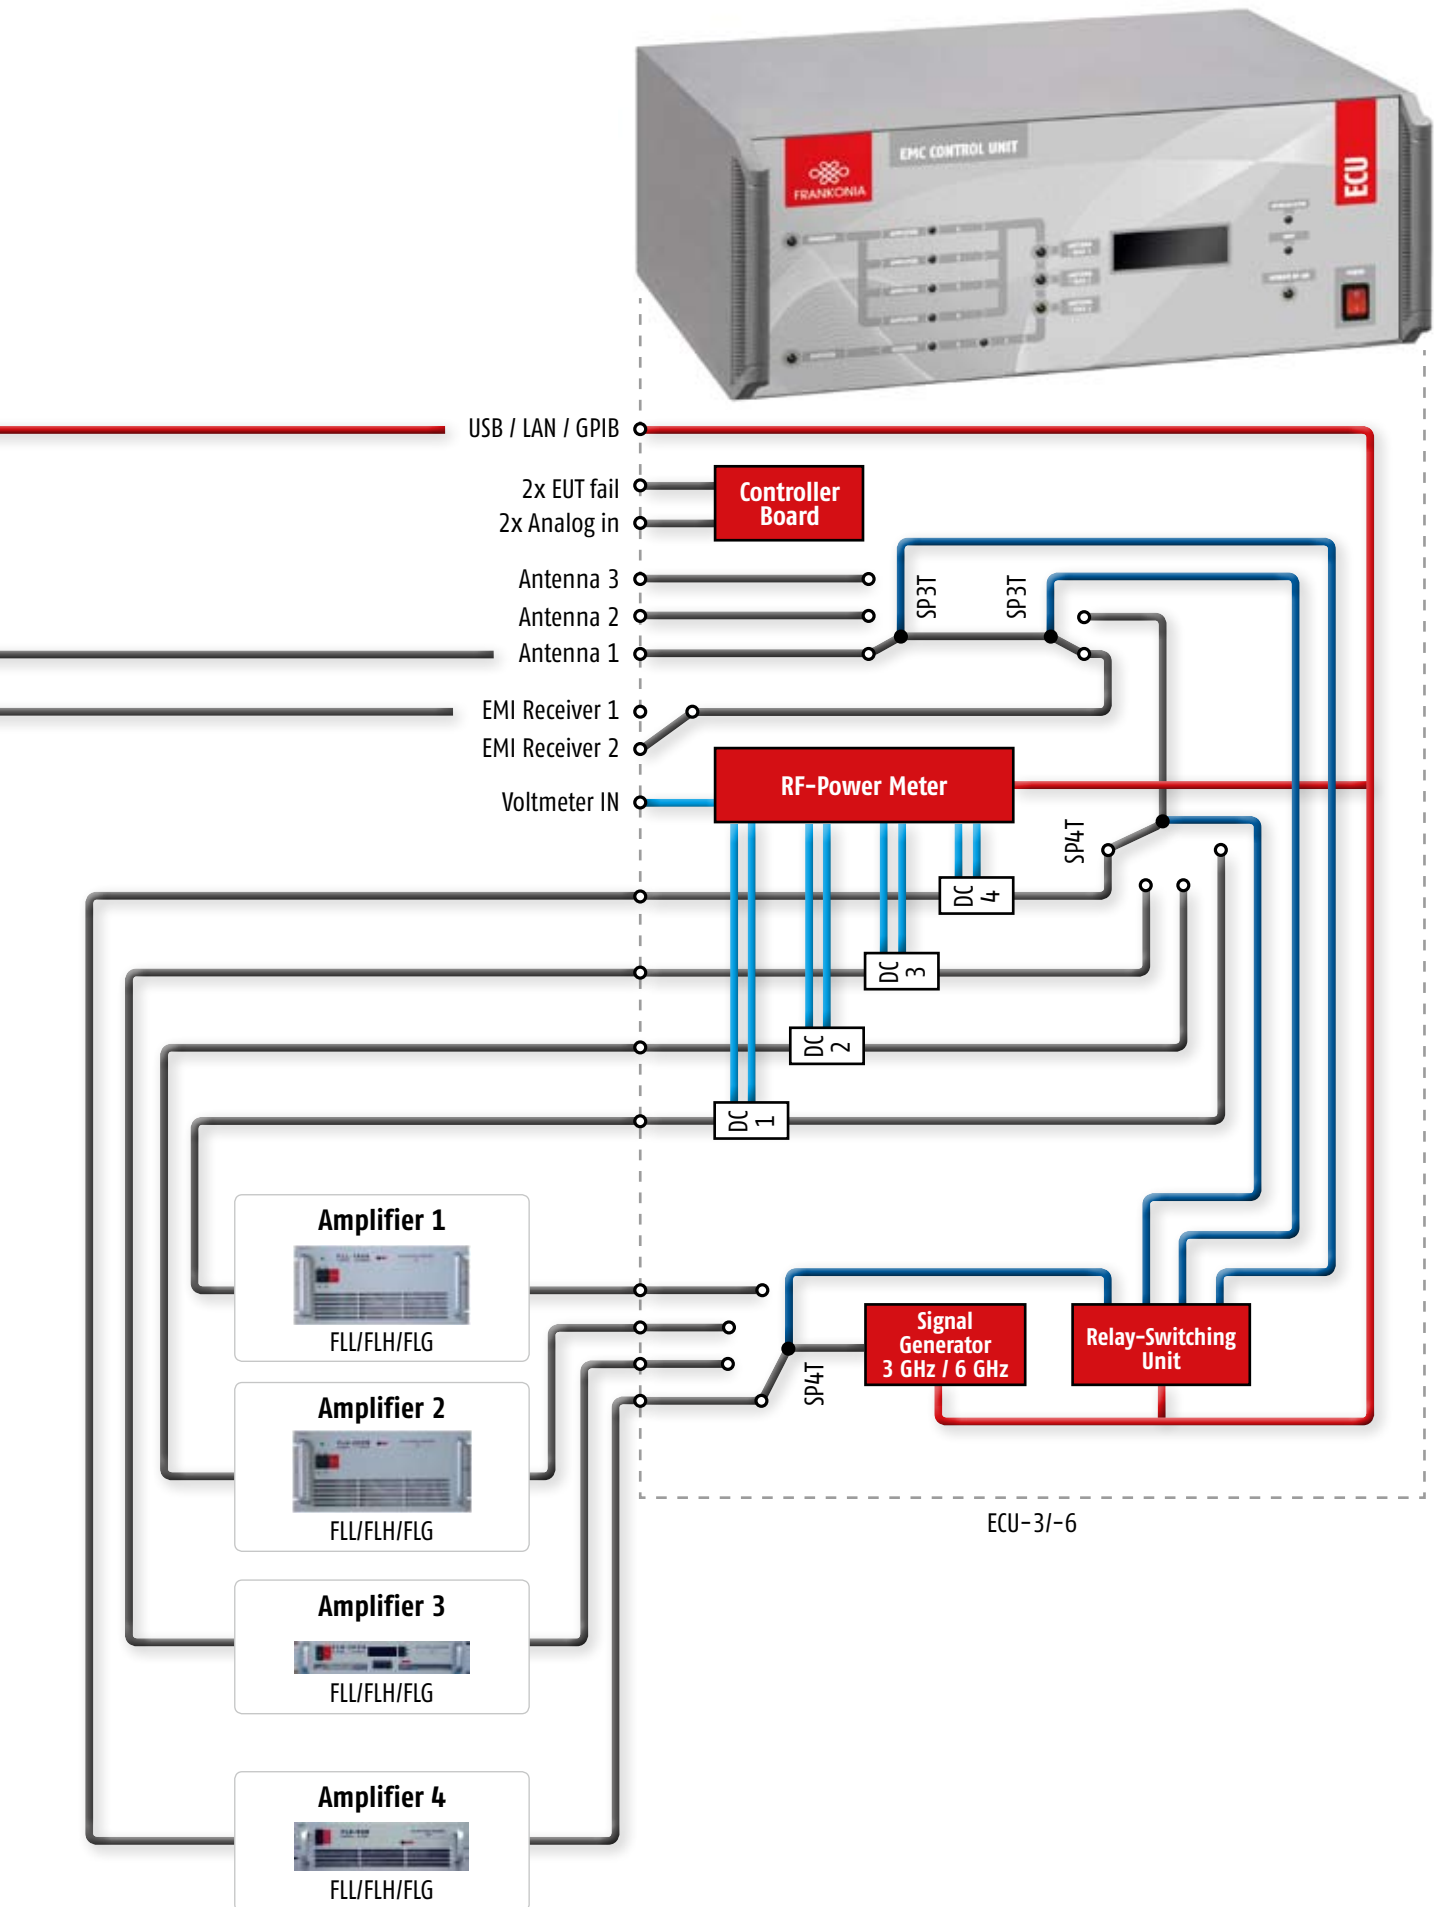 EMC CONTROL UNIT
FRANKONIA
ECU
USB / LAN / GPIB
2x EUT fail
2x Analog in
Controller
Board
Antenna 3
Antenna 2
Antenna 1
SP3T
SP3T
EMI Receiver 1
EMI Receiver 2
RF-Power Meter
Voltmeter IN
SP4T
DC
4
DC
3
DC
2
DC
1
Amplifier 1
FLL/FLH/FLG
Amplifier 2
FLL/FLH/FLG
Amplifier 3
FLL/FLH/FLG
Amplifier 4
FLL/FLH/FLG
SP4T
Signal
Generator
3 GHz / 6 GHz
Relay-Switching
Unit
ECU-3/-6